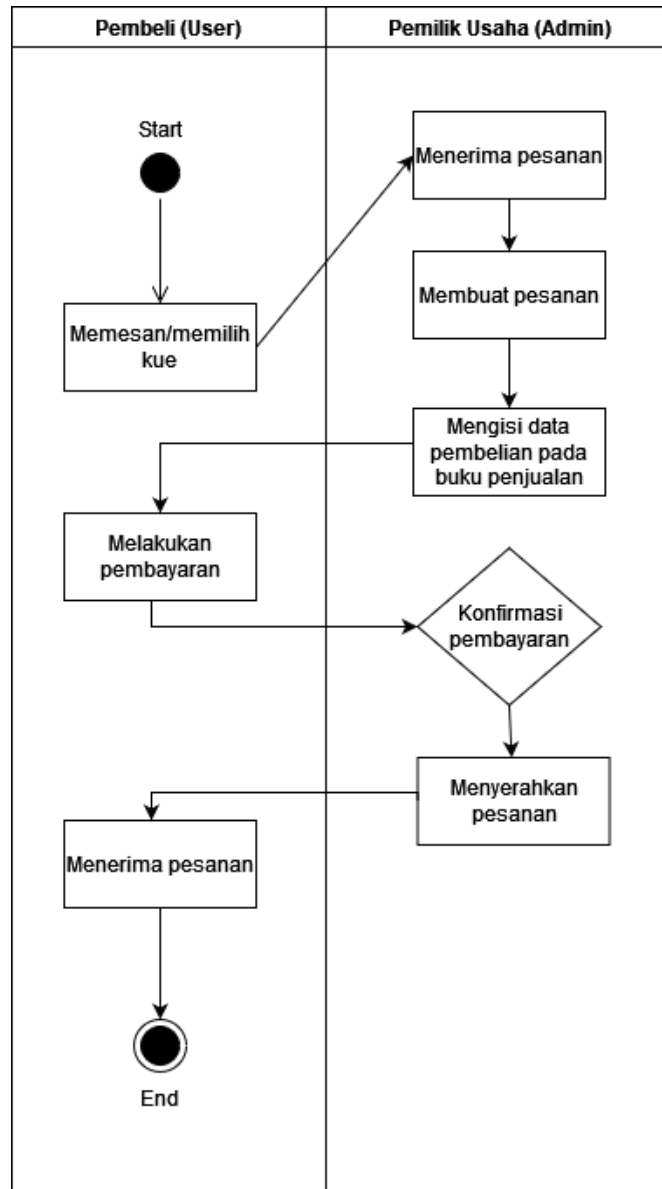 Pembeli (User)
Pemilik Usaha (Admin)
Start
Menerima pesanan
Membuat pesanan
Memesan/memilih
kue
Mengisi data
pembelian pada
buku penjualan
Melakukan
pembayaran
Konfirmasi
pembayaran
Menyerahkan
pesanan
Menerima pesanan
End